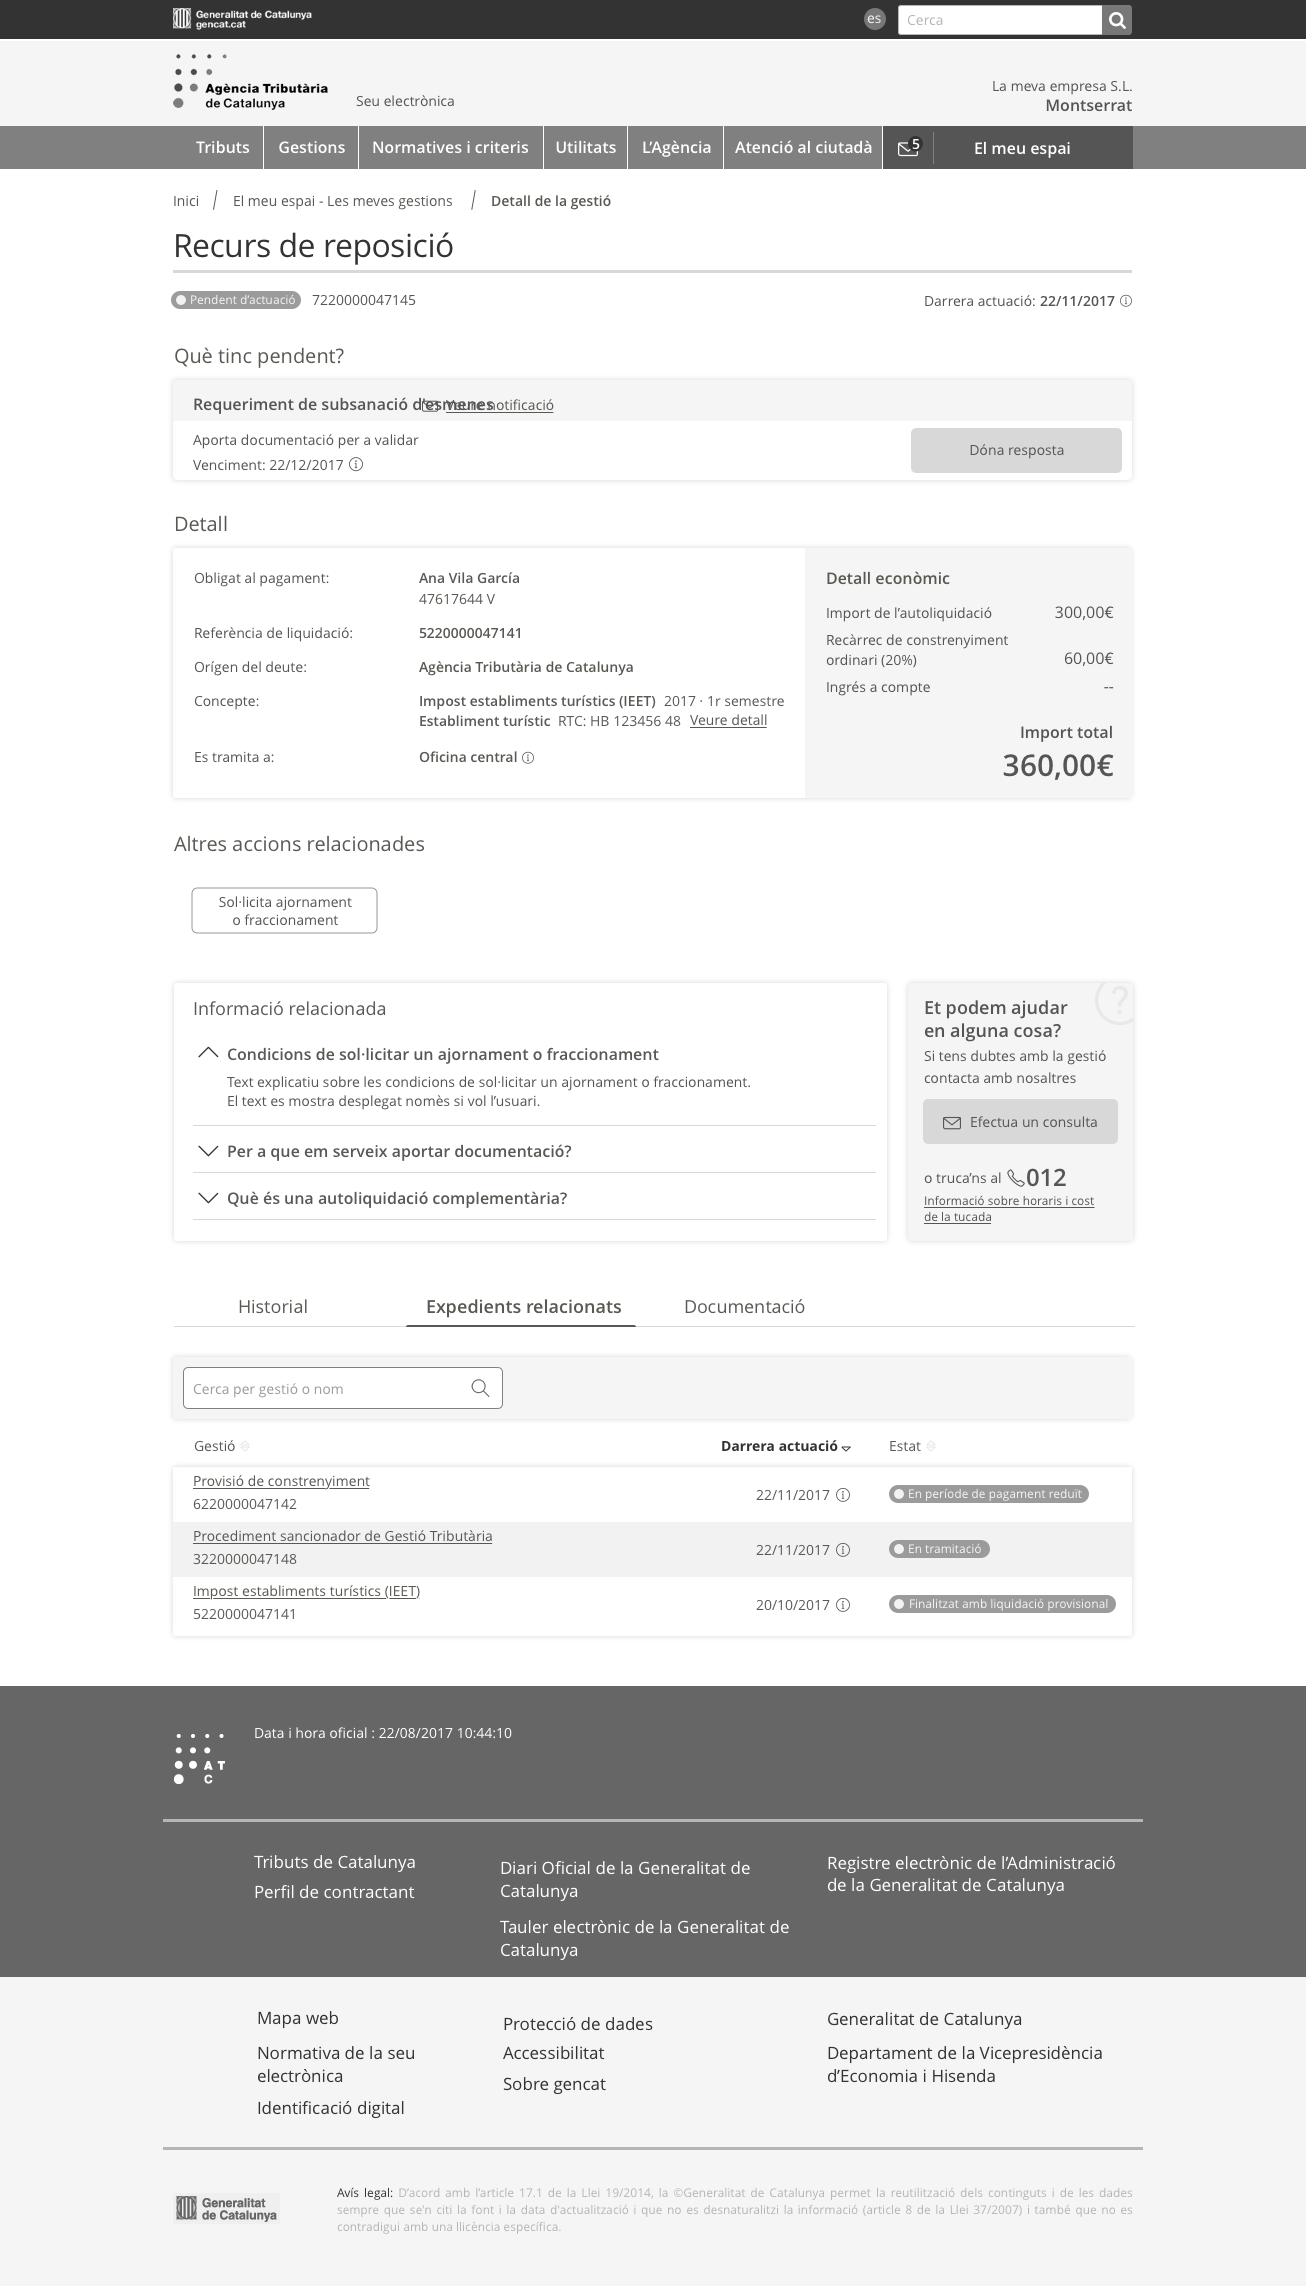 Generalitat de Catalunya
gencat.cat
es
Cerca
Agència Tributària
de Catalunya
Seu electrònica
La meva empresa S.L.
Montserrat
Tributs
Gestions
Normatives i criteris
Utilitats
L’Agència
Atenció al ciutadà
5
El meu espai
Inici / El meu espai - Les meves gestions / Detall de la gestió
Recurs de reposició
Pendent d’actuació
7220000047145
Darrera actuació: 22/11/2017
Què tinc pendent?
Requeriment de subsanació d’esmenes
Veure notificació
Aporta documentació per a validar
Venciment: 22/12/2017
Dóna resposta
Detall
Obligat al pagament:
Ana Vila García
47617644 V
Referència de liquidació:
5220000047141
Orígen del deute:
Agència Tributària de Catalunya
Concepte:
Impost establiments turístics (IEET) 2017 · 1r semestre
Establiment turístic RTC: HB 123456 48 Veure detall
Es tramita a:
Oficina central
Detall econòmic
Import de l’autoliquidació 300,00€
Recàrrec de constrenyiment
ordinari (20%) 60,00€
Ingrés a compte --
Import total
360,00€
Altres accions relacionades
Sol·licita ajornament
o fraccionament
Informació relacionada
Condicions de sol·licitar un ajornament o fraccionament
Text explicatiu sobre les condicions de sol·licitar un ajornament o fraccionament.
El text es mostra desplegat nomès si vol l’usuari.
Per a que em serveix aportar documentació?
Què és una autoliquidació complementària?
?
Et podem ajudar
en alguna cosa?
Si tens dubtes amb la gestió
contacta amb nosaltres
Efectua un consulta
o truca’ns al 012
Informació sobre horaris i cost
de la tucada
Historial
Expedients relacionats
Documentació
Cerca per gestió o nom
Gestió
Darrera actuació
Estat
Provisió de constrenyiment
6220000047142
22/11/2017
En període de pagament reduït
Procediment sancionador de Gestió Tributària
3220000047148
22/11/2017
En tramitació
Impost establiments turístics (IEET)
5220000047141
20/10/2017
Finalitzat amb liquidació provisional
A T
C
Data i hora oficial : 22/08/2017 10:44:10
Tributs de Catalunya
Perfil de contractant
Diari Oficial de la Generalitat de
Catalunya
Tauler electrònic de la Generalitat de
Catalunya
Registre electrònic de l’Administració
de la Generalitat de Catalunya
Mapa web
Normativa de la seu
electrònica
Identificació digital
Protecció de dades
Accessibilitat
Sobre gencat
Generalitat de Catalunya
Departament de la Vicepresidència
d’Economia i Hisenda
Generalitat
de Catalunya
Avís legal: D’acord amb l’article 17.1 de la Llei 19/2014, la ©Generalitat de Catalunya permet la reutilització dels continguts i de les dades
sempre que se'n citi la font i la data d'actualització i que no es desnaturalitzi la informació (article 8 de la Llei 37/2007) i també que no es
contradigui amb una llicència específica.